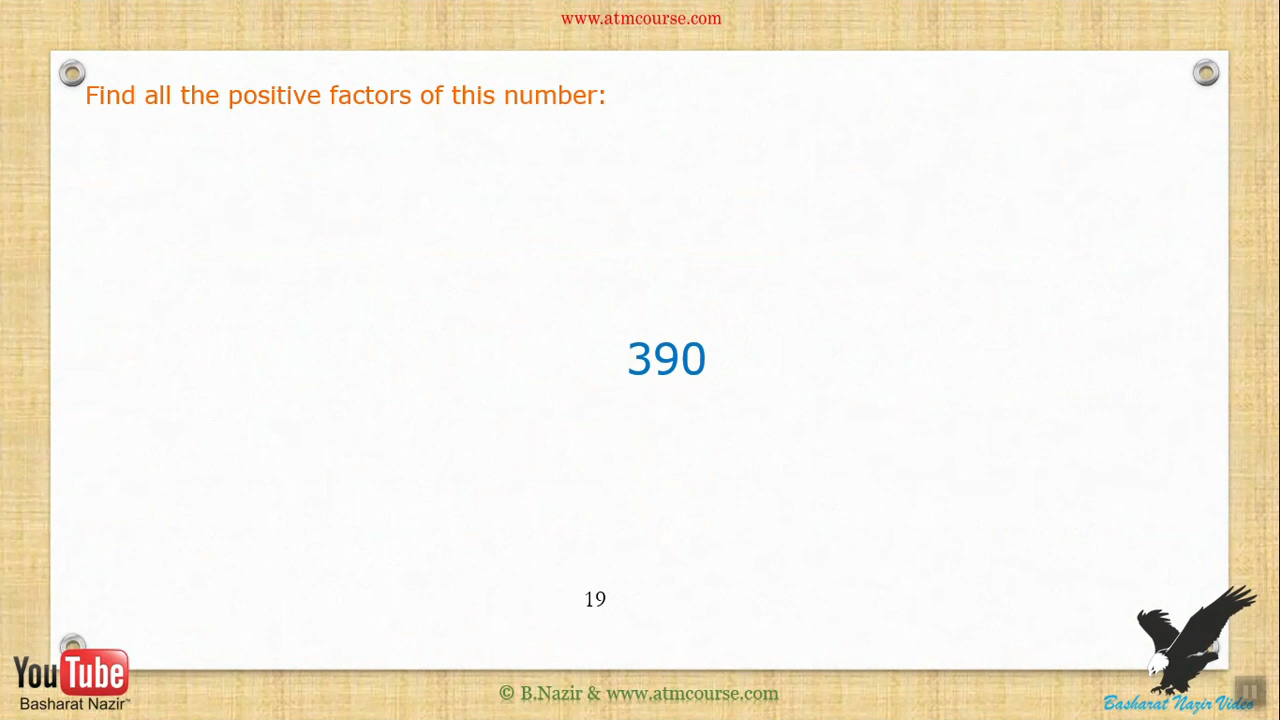 www.atmcourse.com
Find all the positive factors of this number:
390
19
YouTube
Basharat Nazir™
© B.Nazir & www.atmcourse.com
Basharat Nazir Video